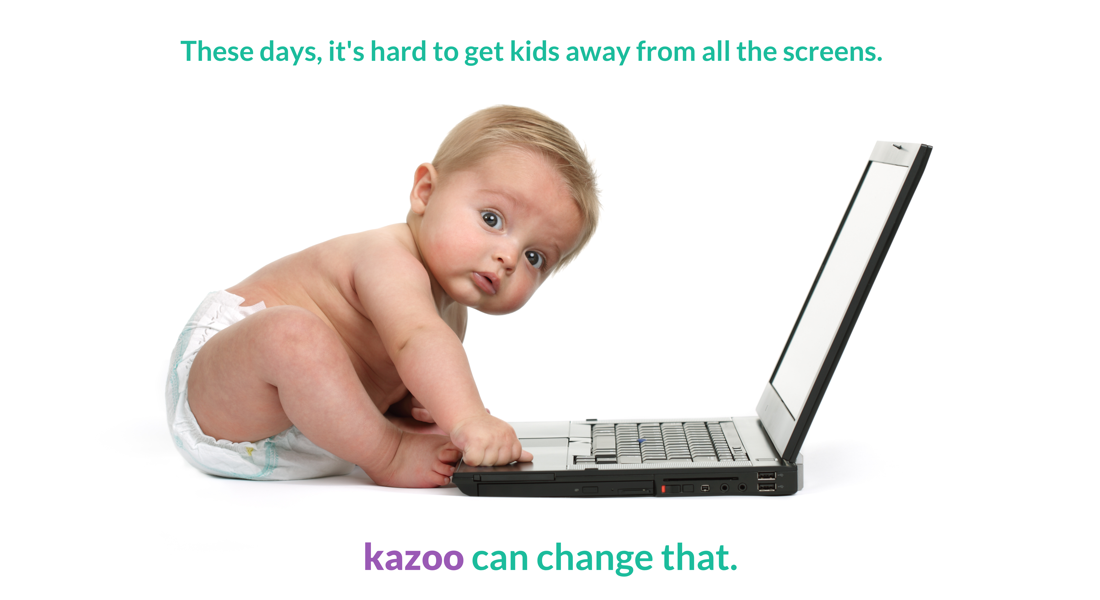 These days, it's hard to get kids away from all the screens.
kazoo can change that.